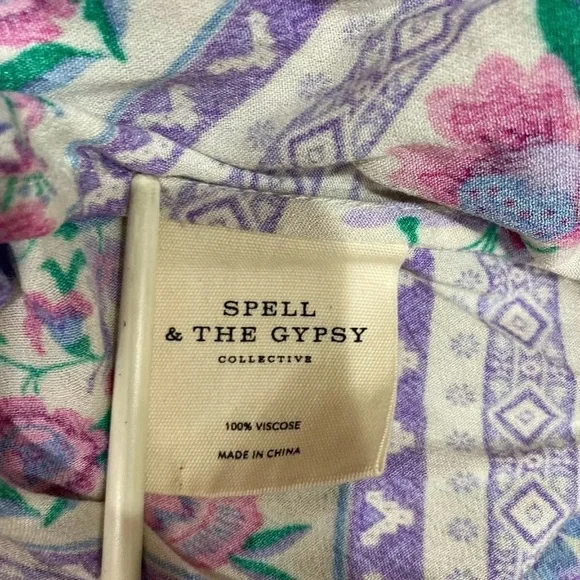 SPELL
& THE GYPSY
COLLECTIVE
100% VISCOSE
MADE IN CHINA